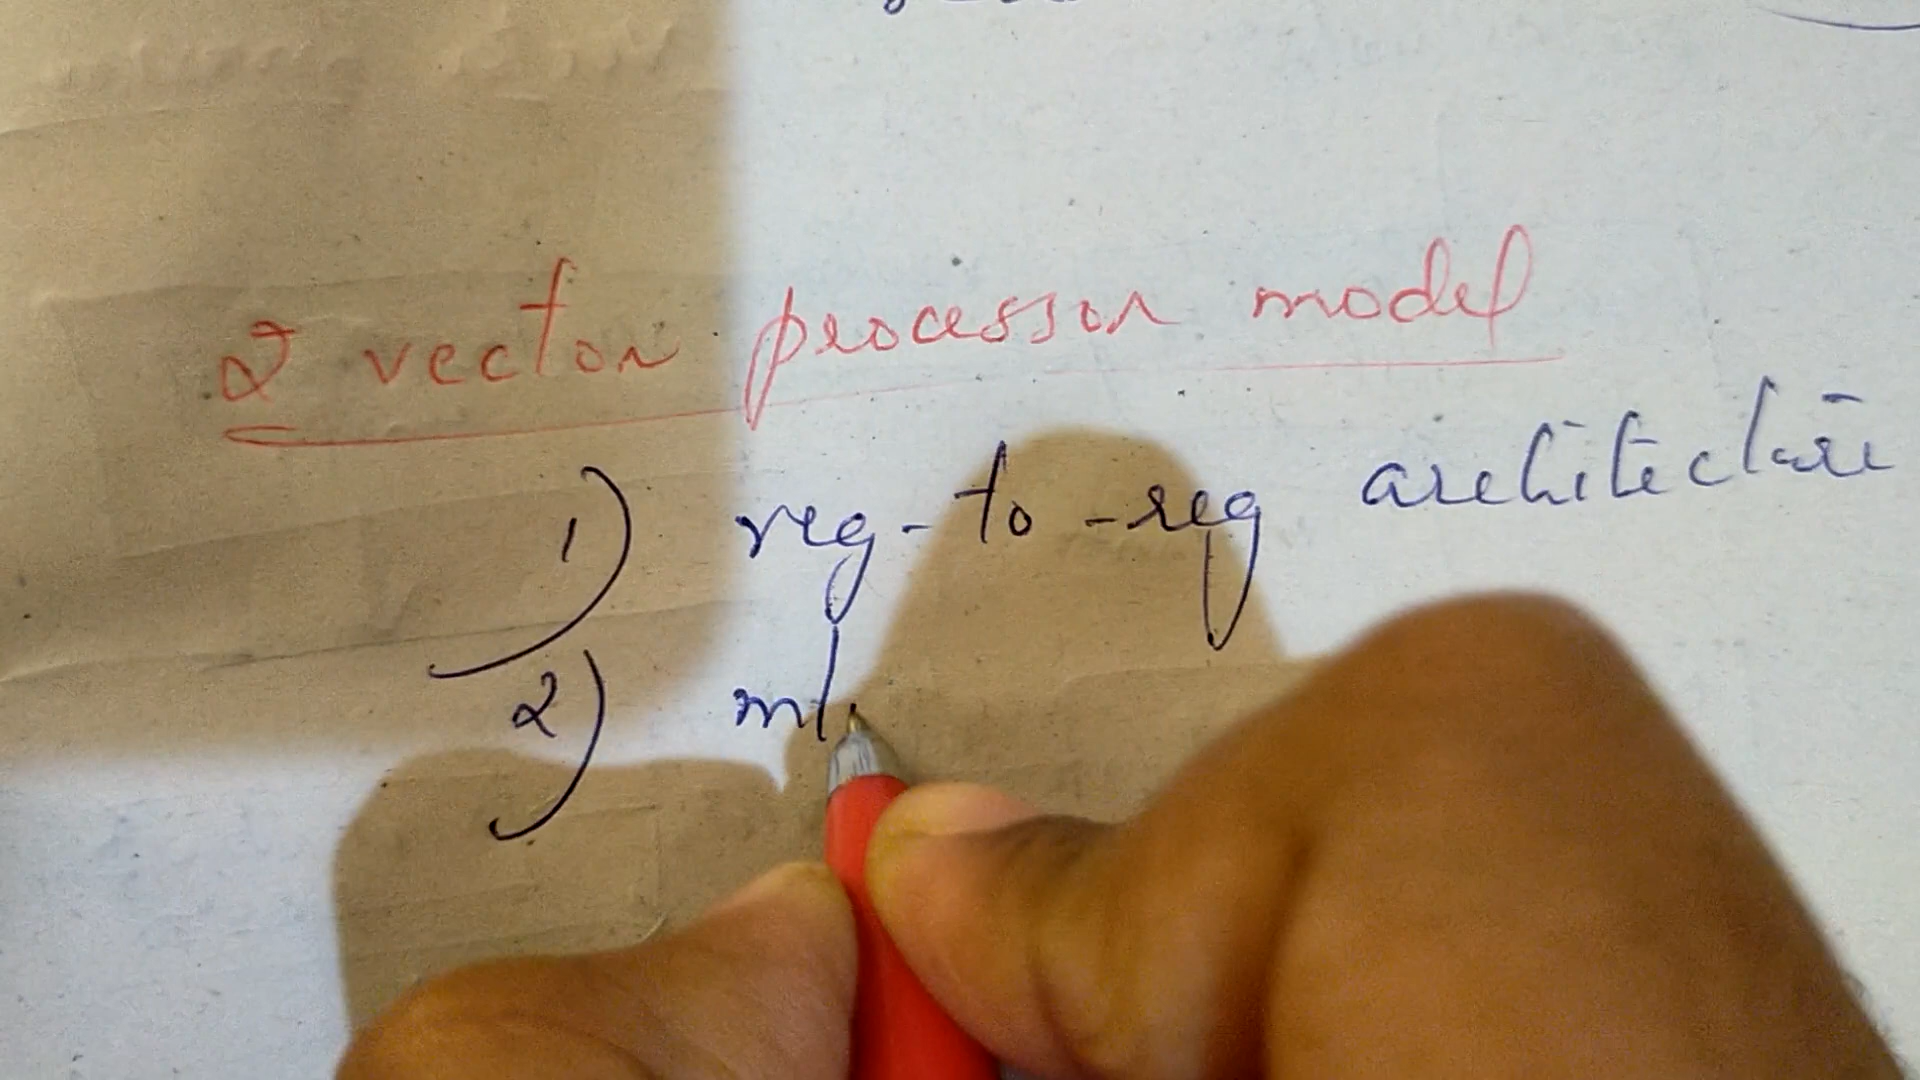 2 vector processor model
1) reg-to-reg architecture
2) m/